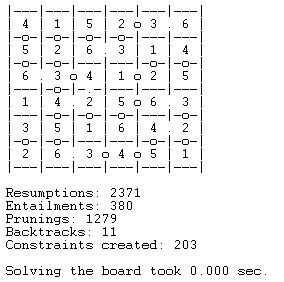 |---|---|---|---|---|---|
| 4 | 1 | 5 | 2 o 3 . 6 |
|-o-|-o-|-o-|-o-|---|---|
| 5 | 2 | 6 . 3 | 1 | 4 |
|-o-|-o-|---|---|-o-|-o-|
| 6 . 3 o 4 | 1 o 2 | 5 |
|---|-o-|-.-|---|---|---|
| 1 | 4 . 2 | 5 o 6 . 3 |
|---|-o-|-o-|-o-|---|-o-|
| 3 | 5 | 1 | 6 | 4 . 2 |
|-o-|-o-|---|---|-o-|-o-|
| 2 | 6 . 3 o 4 o 5 | 1 |
|---|---|---|---|---|---|
Resumptions: 2371
Entailments: 380
Prunings: 1279
Backtracks: 11
Constraints created: 203
Solving the board took 0.000 sec.